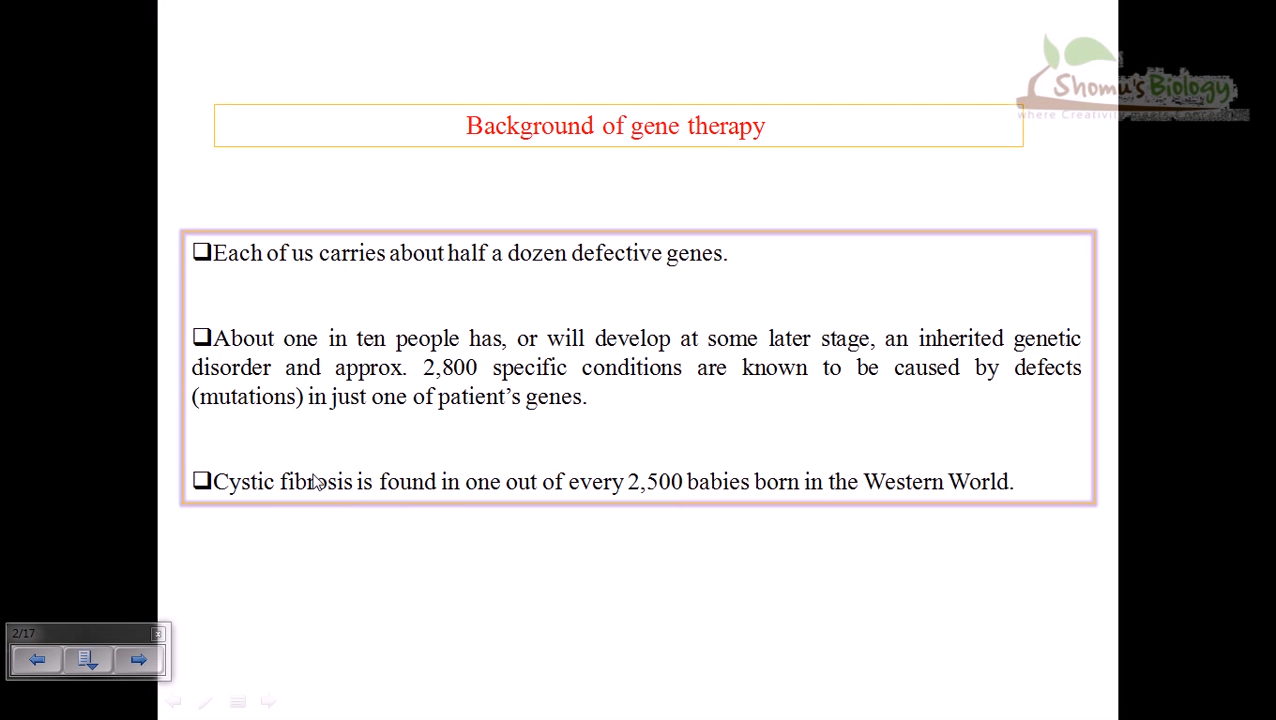 Shomu's Biology
Background of gene therapy
❑Each of us carries about half a dozen defective genes.
❑About one in ten people has, or will develop at some later stage, an inherited genetic
disorder and approx. 2,800 specific conditions are known to be caused by defects
(mutations) in just one of patient’s genes.
❑Cystic fibrosis is found in one out of every 2,500 babies born in the Western World.
2/17